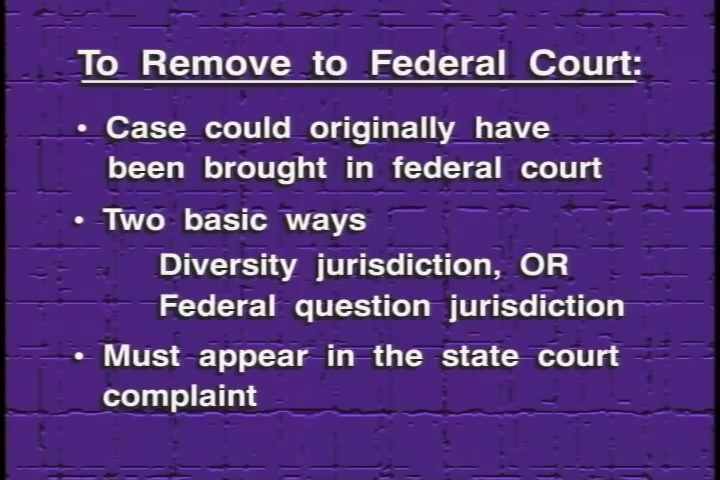 To Remove to Federal Court:
• Case could originally have
been brought in federal court
• Two basic ways
Diversity jurisdiction, OR
Federal question jurisdiction
• Must appear in the state court
complaint